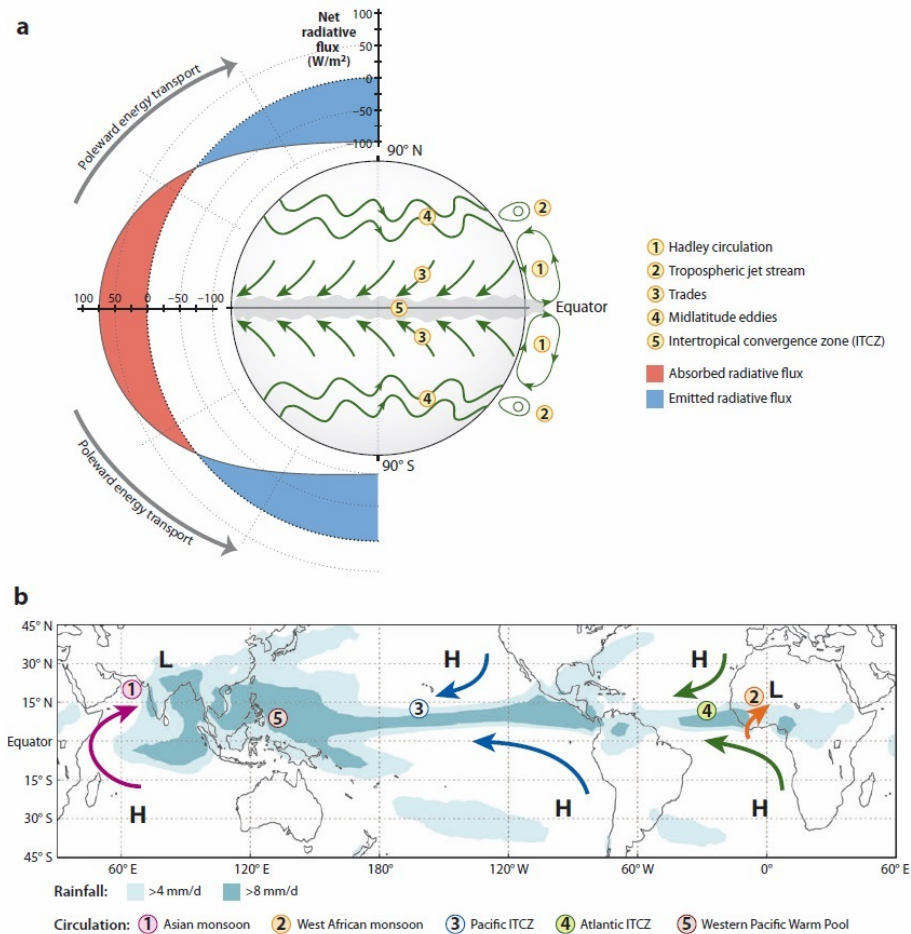 a
Net
radiative
flux
(W/m²)
100
50
0
−50
−100
90° N
Poleward energy transport
100 50 0 −50 −100
4
2
3
1
5
Equator
3
1
4
2
90° S
Poleward energy transport
1 Hadley circulation
2 Tropospheric jet stream
3 Trades
4 Midlatitude eddies
5 Intertropical convergence zone (ITCZ)
Absorbed radiative flux
Emitted radiative flux
b
45° N
30° N
15° N
Equator
15° S
30° S
45° S
L
H
H
1
2
L
3
4
5
H
H
H
60° E
120° E
180°
120° W
60° W
0°
60° E
Rainfall: >4 mm/d >8 mm/d
Circulation: 1 Asian monsoon 2 West African monsoon 3 Pacific ITCZ 4 Atlantic ITCZ 5 Western Pacific Warm Pool